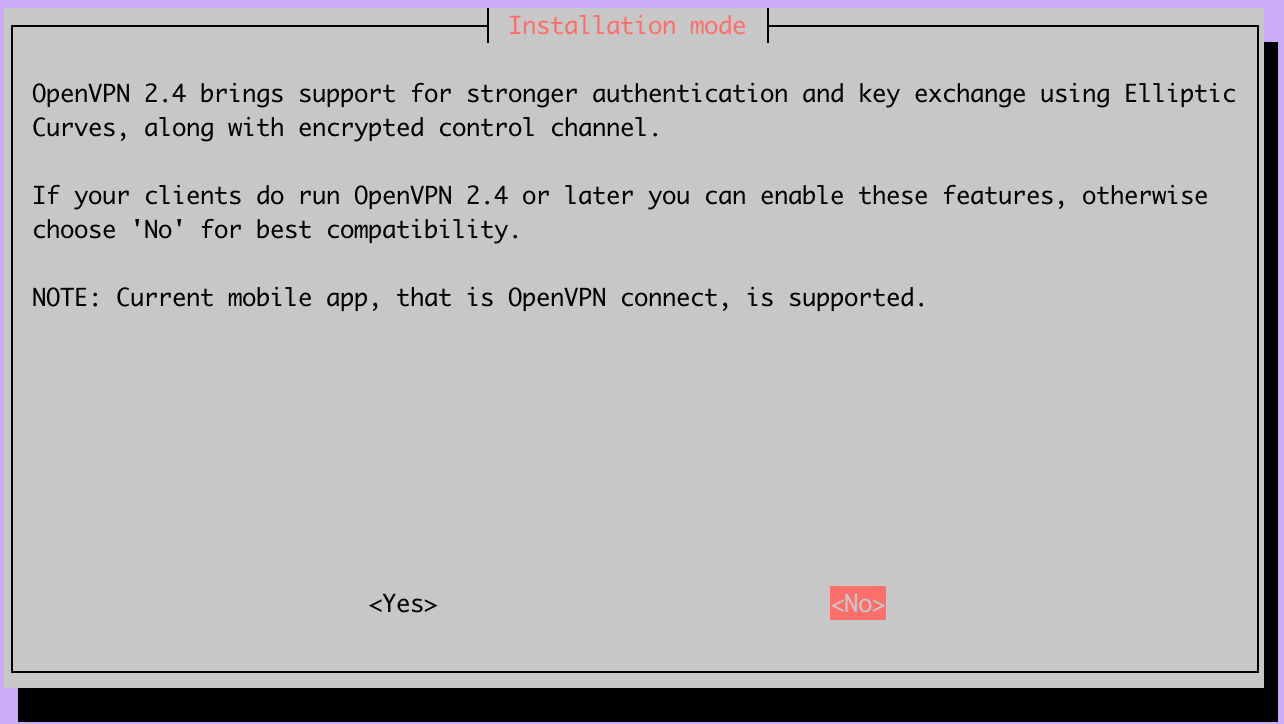 Installation mode
OpenVPN 2.4 brings support for stronger authentication and key exchange using Elliptic
Curves, along with encrypted control channel.
If your clients do run OpenVPN 2.4 or later you can enable these features, otherwise
choose 'No' for best compatibility.
NOTE: Current mobile app, that is OpenVPN connect, is supported.
<Yes> <No>